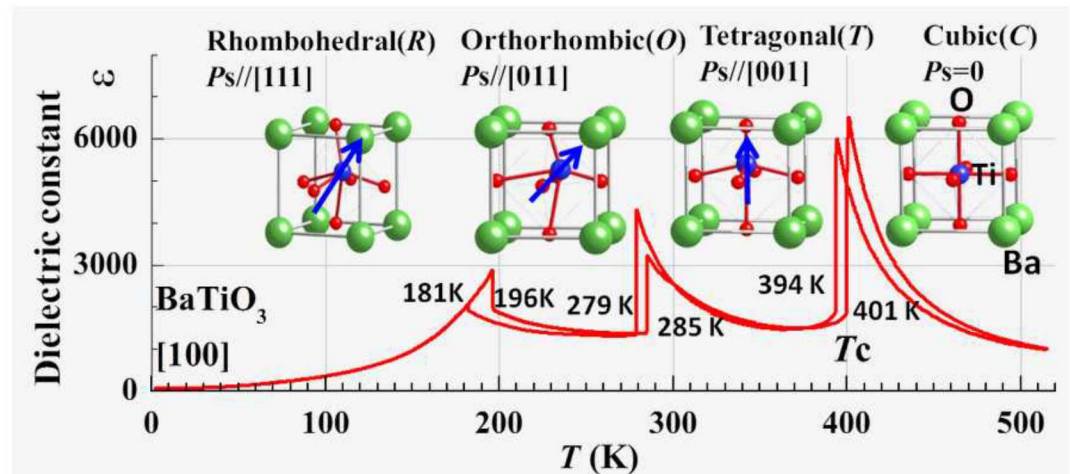 Rhombohedral(R)
Ps//[111]
Orthorhombic(O)
Ps//[011]
Tetragonal(T)
Ps//[001]
Cubic(C)
Ps=0
O
Ti
Ba
Dielectric constant ε
6000
3000
0
BaTiO3
[100]
181K
196K
279 K
285 K
394 K
401 K
Tc
0
100
200
300
400
500
T (K)